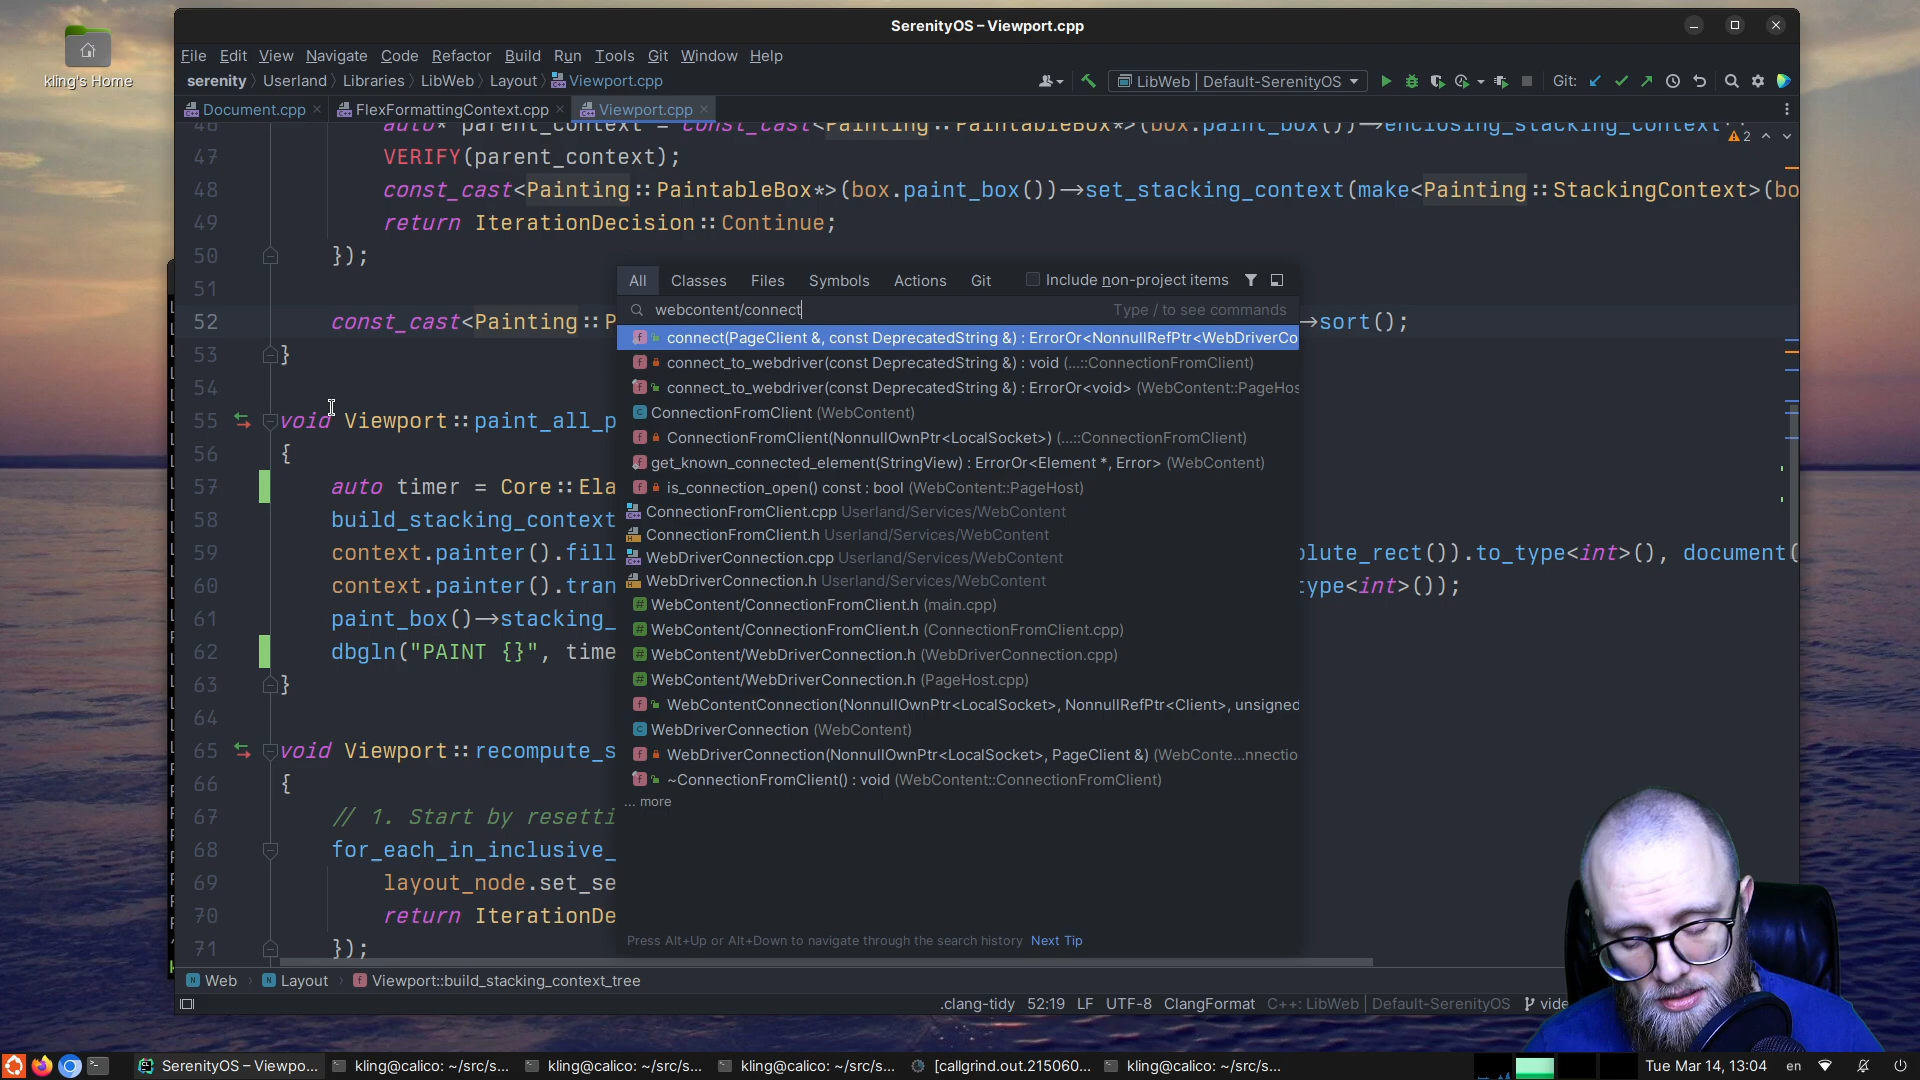 kling's Home
SerenityOS – Viewport.cpp
File Edit View Navigate Code Refactor Build Run Tools Git Window Help
serenity Userland Libraries LibWeb Layout Viewport.cpp
LibWeb | Default-SerenityOS
Git:
Document.cpp
FlexFormattingContext.cpp
Viewport.cpp
46 auto* parent_context = const_cast<Painting::PaintableBox*>(box.paint_box())→enclosing_stacking_context
2
47 VERIFY(parent_context);
48 const_cast<Painting::PaintableBox*>(box.paint_box())→set_stacking_context(make<Painting::StackingContext>(bo
49 return IterationDecision::Continue;
50 });
51
52 const_cast<Painting::P
→sort();
53 }
54
55 void Viewport::paint_all_p
56 {
57 auto timer = Core::Ela
58 build_stacking_context
59 context.painter().fill
olute_rect()).to_type<int>(), document(
60 context.painter().tran
type<int>());
61 paint_box()→stacking_
62 dbgln("PAINT {}", time
63 }
64
65 void Viewport::recompute_s
66 {
67 // 1. Start by resetti
68 for_each_in_inclusive_
69 layout_node.set_se
70 return IterationDe
71 });
All Classes Files Symbols Actions Git Include non-project items
webcontent/connect Type / to see commands
connect(PageClient &, const DeprecatedString &) : ErrorOr<NonnullRefPtr<WebDriverCo
connect_to_webdriver(const DeprecatedString &) : void (...::ConnectionFromClient)
connect_to_webdriver(const DeprecatedString &) : ErrorOr<void> (WebContent::PageHos
ConnectionFromClient (WebContent)
ConnectionFromClient(NonnullOwnPtr<LocalSocket>) (...::ConnectionFromClient)
get_known_connected_element(StringView) : ErrorOr<Element *, Error> (WebContent)
is_connection_open() const : bool (WebContent::PageHost)
ConnectionFromClient.cpp Userland/Services/WebContent
ConnectionFromClient.h Userland/Services/WebContent
WebDriverConnection.cpp Userland/Services/WebContent
WebDriverConnection.h Userland/Services/WebContent
WebContent/ConnectionFromClient.h (main.cpp)
WebContent/ConnectionFromClient.h (ConnectionFromClient.cpp)
WebContent/WebDriverConnection.h (WebDriverConnection.cpp)
WebContent/WebDriverConnection.h (PageHost.cpp)
WebContentConnection(NonnullOwnPtr<LocalSocket>, NonnullRefPtr<Client>, unsigned
WebDriverConnection (WebContent)
WebDriverConnection(NonnullOwnPtr<LocalSocket>, PageClient &) (WebConte...nnectio
~ConnectionFromClient() : void (WebContent::ConnectionFromClient)
... more
Press Alt+Up or Alt+Down to navigate through the search history Next Tip
Web Layout Viewport::build_stacking_context_tree
.clang-tidy 52:19 LF UTF-8 ClangFormat C++: LibWeb | Default-SerenityOS vide
SerenityOS – Viewpo...
kling@calico: ~/src/s...
kling@calico: ~/src/s...
kling@calico: ~/src/s...
[callgrind.out.215060...
kling@calico: ~/src/s...
Tue Mar 14, 13:04 en